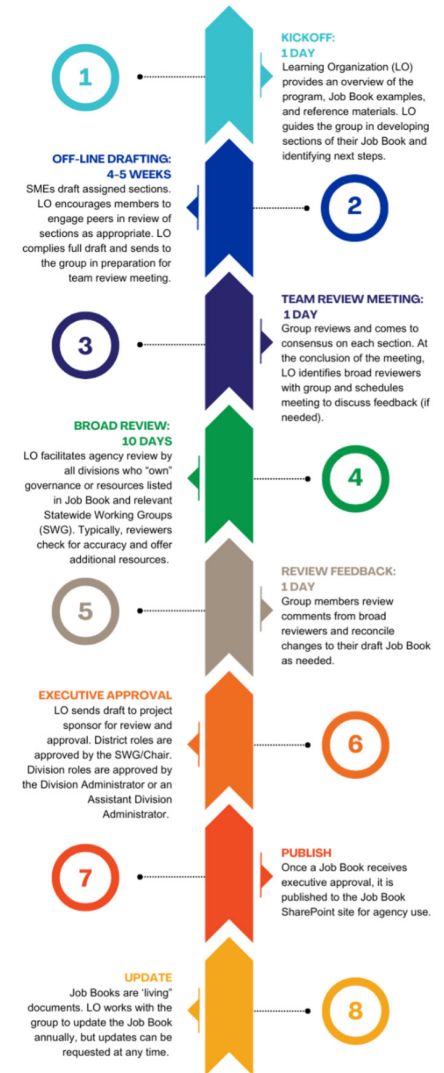 1
KICKOFF:
1 DAY
Learning Organization (LO)
provides an overview of the
program, Job Book examples,
and reference materials. LO
guides the group in developing
sections of their Job Book and
identifying next steps.
OFF-LINE DRAFTING:
4-5 WEEKS
SMEs draft assigned sections.
LO encourages members to
engage peers in review of
sections as appropriate. LO
complies full draft and sends to
the group in preparation for
team review meeting.
2
3
TEAM REVIEW MEETING:
1 DAY
Group reviews and comes to
consensus on each section. At
the conclusion of the meeting,
LO identifies broad reviewers
with group and schedules
meeting to discuss feedback (if
needed).
BROAD REVIEW:
10 DAYS
LO facilitates agency review by
all divisions who “own”
governance or resources listed
in Job Book and relevant
Statewide Working Groups
(SWG). Typically, reviewers
check for accuracy and offer
additional resources.
4
5
REVIEW FEEDBACK:
1 DAY
Group members review
comments from broad
reviewers and reconcile
changes to their draft Job Book
as needed.
EXECUTIVE APPROVAL
LO sends draft to project
sponsor for review and
approval. District roles are
approved by the SWG/Chair.
Division roles are approved by
the Division Administrator or an
Assistant Division
Administrator.
6
7
PUBLISH
Once a Job Book receives
executive approval, it is
published to the Job Book
SharePoint site for agency use.
UPDATE
Job Books are ‘living”
documents. LO works with the
group to update the Job Book
annually, but updates can be
requested at any time.
8